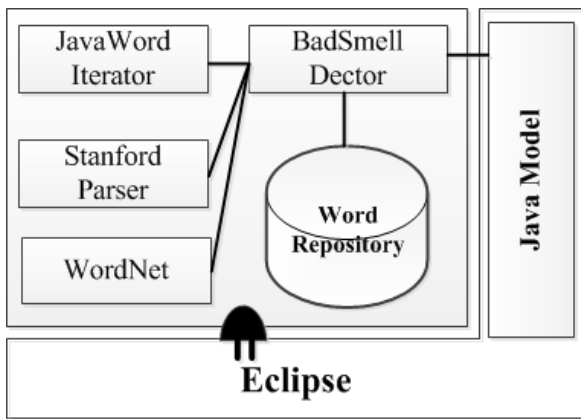 JavaWord
Iterator
BadSmell
Dector
Stanford
Parser
WordNet
Word
Repository
Java Model
Eclipse